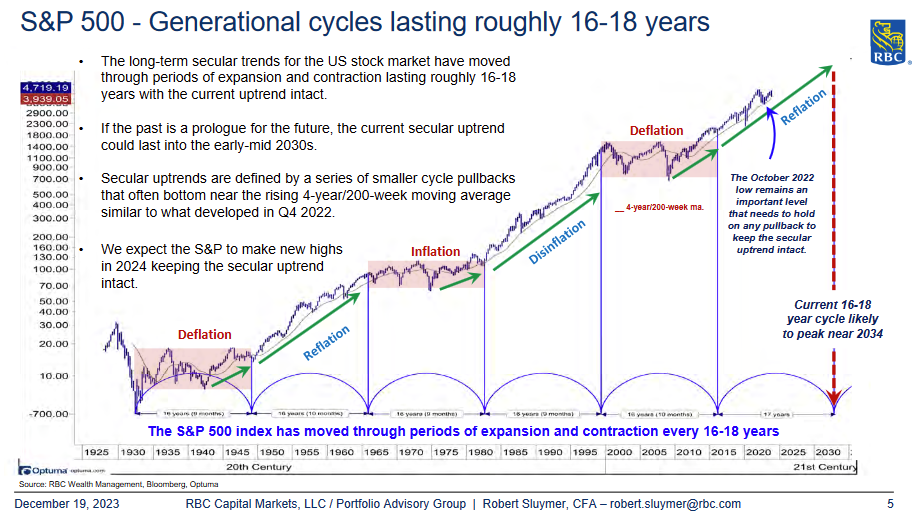 S&P 500 - Generational cycles lasting roughly 16-18 years
RBC
• The long-term secular trends for the US stock market have moved
through periods of expansion and contraction lasting roughly 16-18
years with the current uptrend intact.
• If the past is a prologue for the future, the current secular uptrend
could last into the early-mid 2030s.
• Secular uptrends are defined by a series of smaller cycle pullbacks
that often bottom near the rising 4-year/200-week moving average
similar to what developed in Q4 2022.
• We expect the S&P to make new highs
in 2024 keeping the secular uptrend
intact.
4,719.19
3,939.05
2900.00
2300.00
1800.00
1400.00
1100.00
900.00
700.00
500.00
400.00
300.00
200.00
160.00
130.00
100.00
70.00
50.00
40.00
30.00
20.00
10.00
-700.00
Deflation
Reflation
Inflation
Disinflation
Deflation
Reflation
__ 4-year/200-week ma.
The October 2022
low remains an
important level
that needs to hold
on any pullback to
keep the secular
uptrend intact.
Current 16-18
year cycle likely
to peak near 2034
16 years (9 months)
16 years (10 months)
16 years (9 months)
16 years (9 months)
16 years (10 months)
17 years
The S&P 500 index has moved through periods of expansion and contraction every 16-18 years
1925 1930 1935 1940 1945 1950 1955 1960 1965 1970 1975 1980 1985 1990 1995 2000 2005 2010 2015 2020 2025 2030
20th Century 21st Century
Optuma optuma.com
Source: RBC Wealth Management, Bloomberg, Optuma
December 19, 2023 RBC Capital Markets, LLC / Portfolio Advisory Group | Robert Sluymer, CFA – robert.sluymer@rbc.com 5